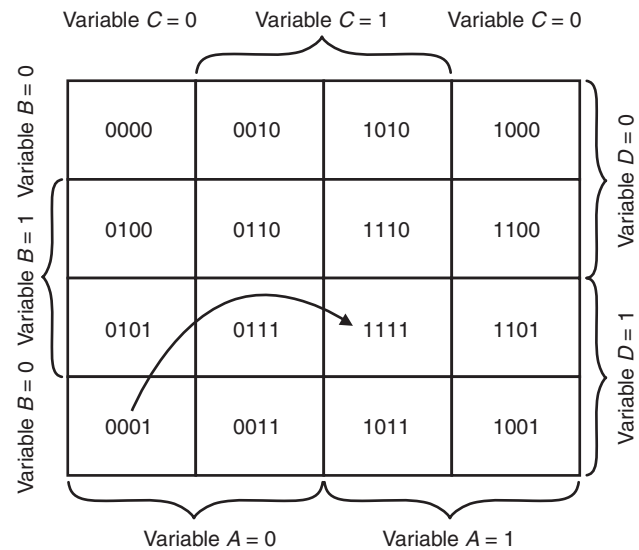 Variable C = 0
Variable C = 1
Variable C = 0
Variable B = 0
Variable B = 1
Variable B = 0
0000 0010 1010 1000
0100 0110 1110 1100
0101 0111 1111 1101
0001 0011 1011 1001
Variable D = 0
Variable D = 1
Variable A = 0
Variable A = 1